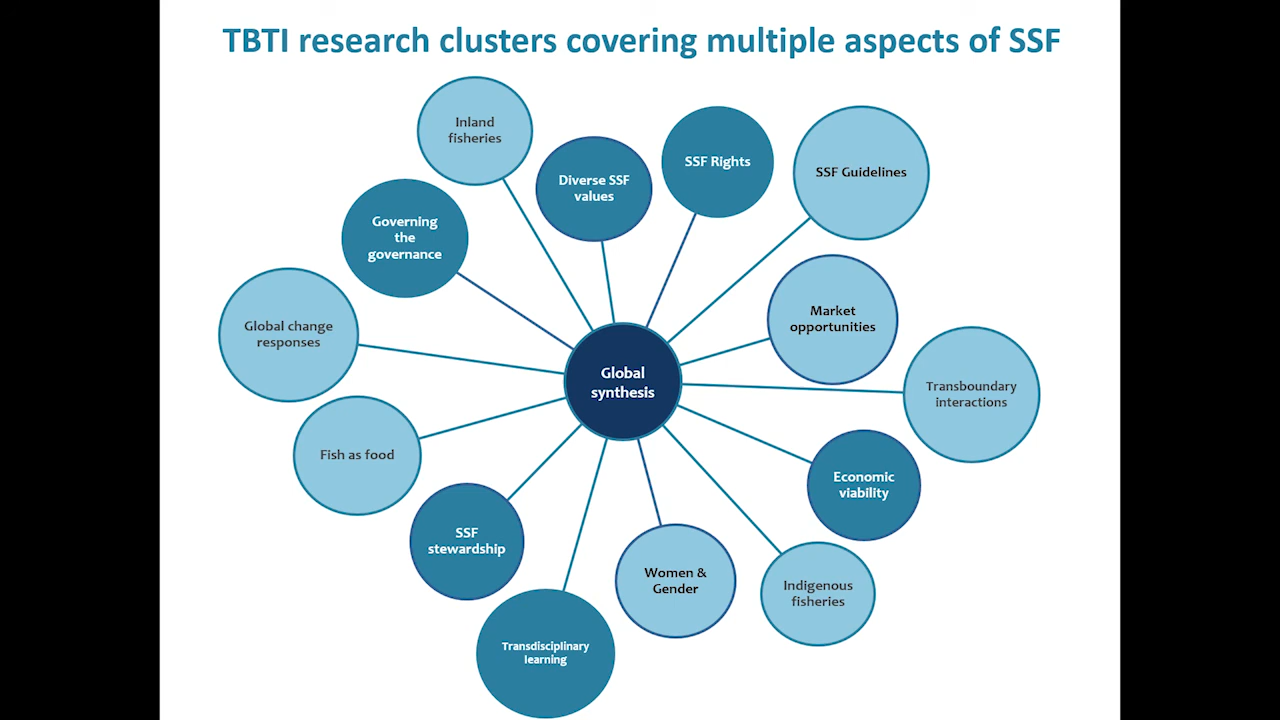 TBTI research clusters covering multiple aspects of SSF
Inland
fisheries
Diverse SSF
values
SSF Rights
SSF Guidelines
Governing
the
governance
Global change
responses
Market
opportunities
Global
synthesis
Transboundary
interactions
Fish as food
Economic
viability
SSF
stewardship
Women &
Gender
Indigenous
fisheries
Transdisciplinary
learning